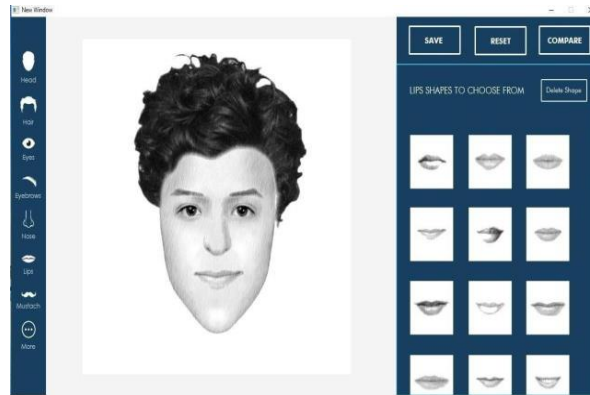 New Window
SAVE
RESET
COMPARE
Head
LIPS SHAPES TO CHOOSE FROM
Delete Shape
Hair
Eyes
Eyebrows
Nose
Lips
Mustach
More